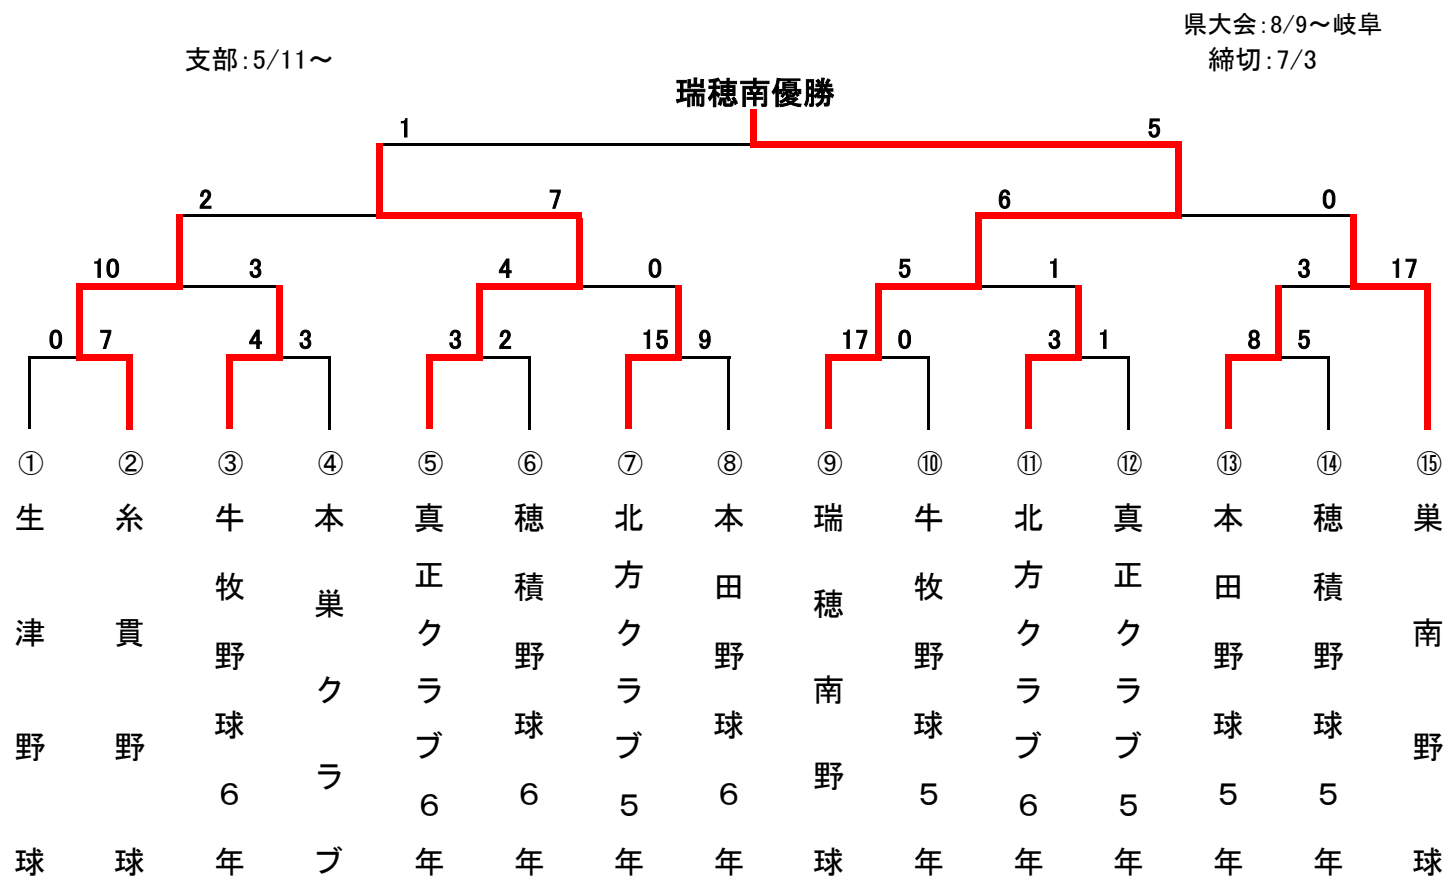 県大会：8/9～岐阜
支部：5/11～
締切：7/3
瑞穂南優勝
1 5
2 7 6 0
10 3 4 0 5 1 3 17
0 7 4 3 3 2 15 9 17 0 3 1 8 5
① ② ③ ④ ⑤ ⑥ ⑦ ⑧ ⑨ ⑩ ⑪ ⑫ ⑬ ⑭ ⑮
生津野球
糸貫野球
牛牧野球６年
本巣クラブ
真正クラブ６年
穂積野球６年
北方クラブ５年
本田野球６年
瑞穂南野球
牛牧野球５年
北方クラブ６年
真正クラブ５年
本田野球５年
穂積野球５年
巣南野球